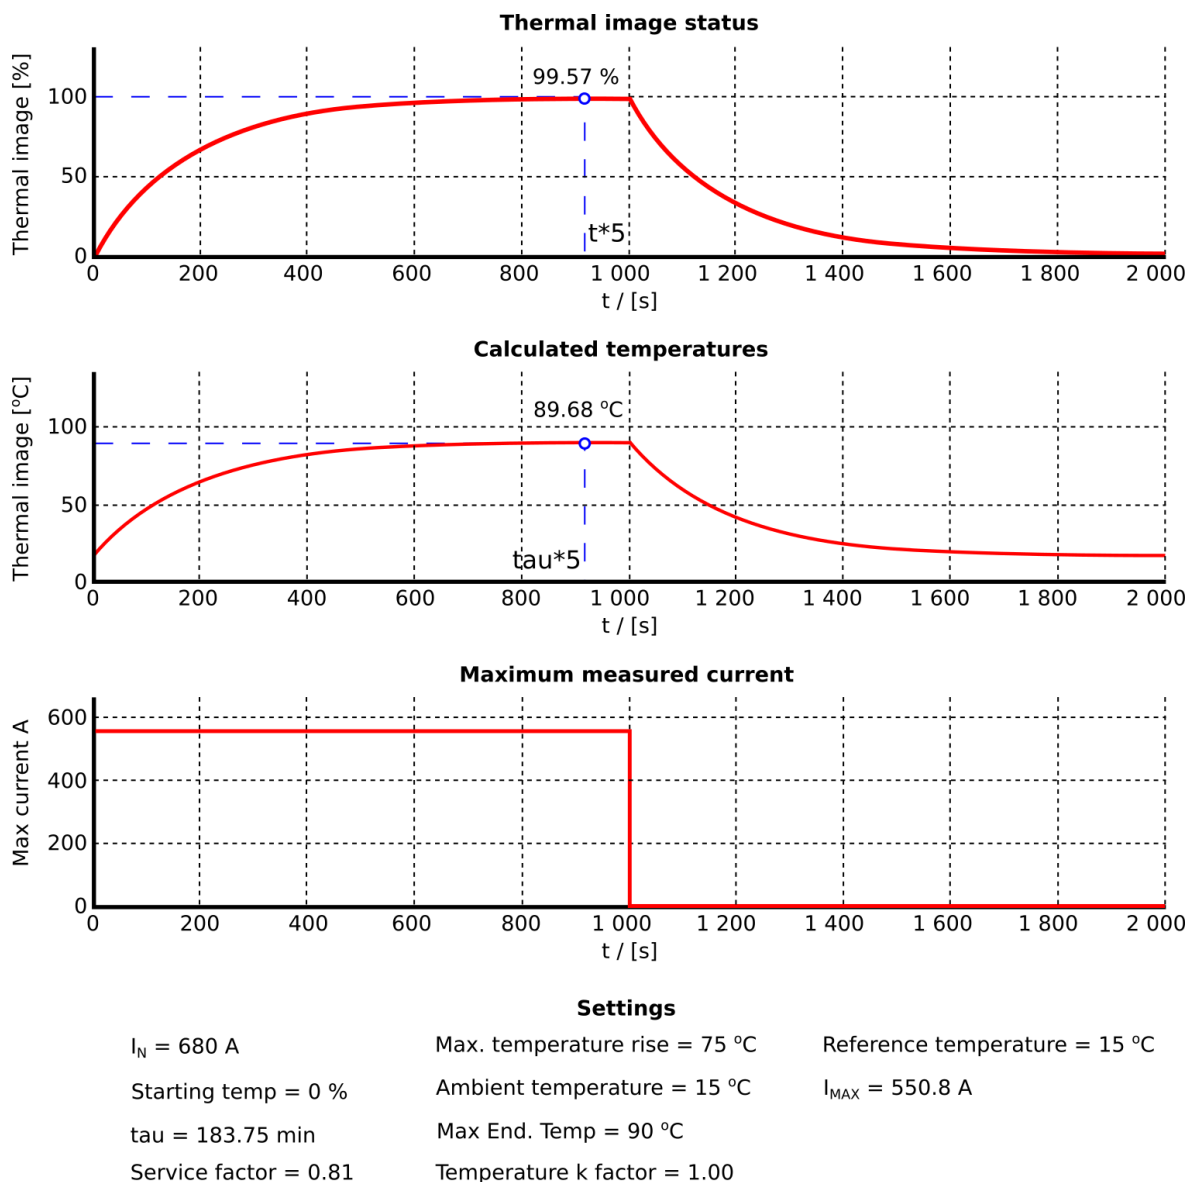 Thermal image status
Thermal image [%]
99.57 %
100
50
0
t*5
0 200 400 600 800 1 000 1 200 1 400 1 600 1 800 2 000
t / [s]
Calculated temperatures
Thermal image [ºC]
89.68 ºC
100
50
0
tau*5
0 200 400 600 800 1 000 1 200 1 400 1 600 1 800 2 000
t / [s]
Maximum measured current
Max current A
600
400
200
0
0 200 400 600 800 1 000 1 200 1 400 1 600 1 800 2 000
t / [s]
Settings
I_N = 680 A Max. temperature rise = 75 ºC Reference temperature = 15 ºC
Starting temp = 0 % Ambient temperature = 15 ºC I_MAX = 550.8 A
tau = 183.75 min Max End. Temp = 90 ºC
Service factor = 0.81 Temperature k factor = 1.00